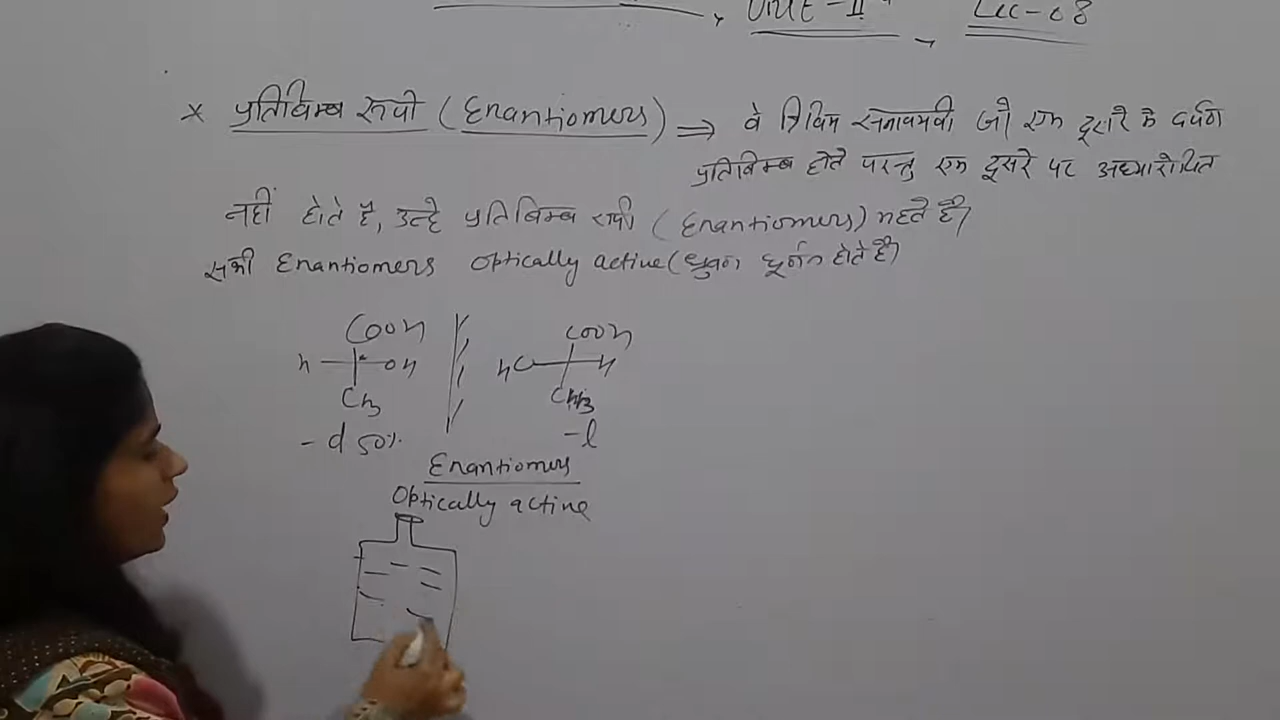 , Unit-II , Lec-08
* प्रतिबिम्ब रूपी (Enantiomers) ⇒ वे त्रिविम समावयवी जो एक दूसरे के दर्पण
प्रतिबिम्ब होते परन्तु एक दूसरे पर अध्यारोपित
नहीं होते है, उन्हे प्रतिबिम्ब रूपी (Enantiomers) कहते है।
सभी Enantiomers Optically active (ध्रुवण घूर्णन होते है।
COOH COOH
H OH HO H
CH3 CH3
- d 50% - l
Enantiomers
Optically active